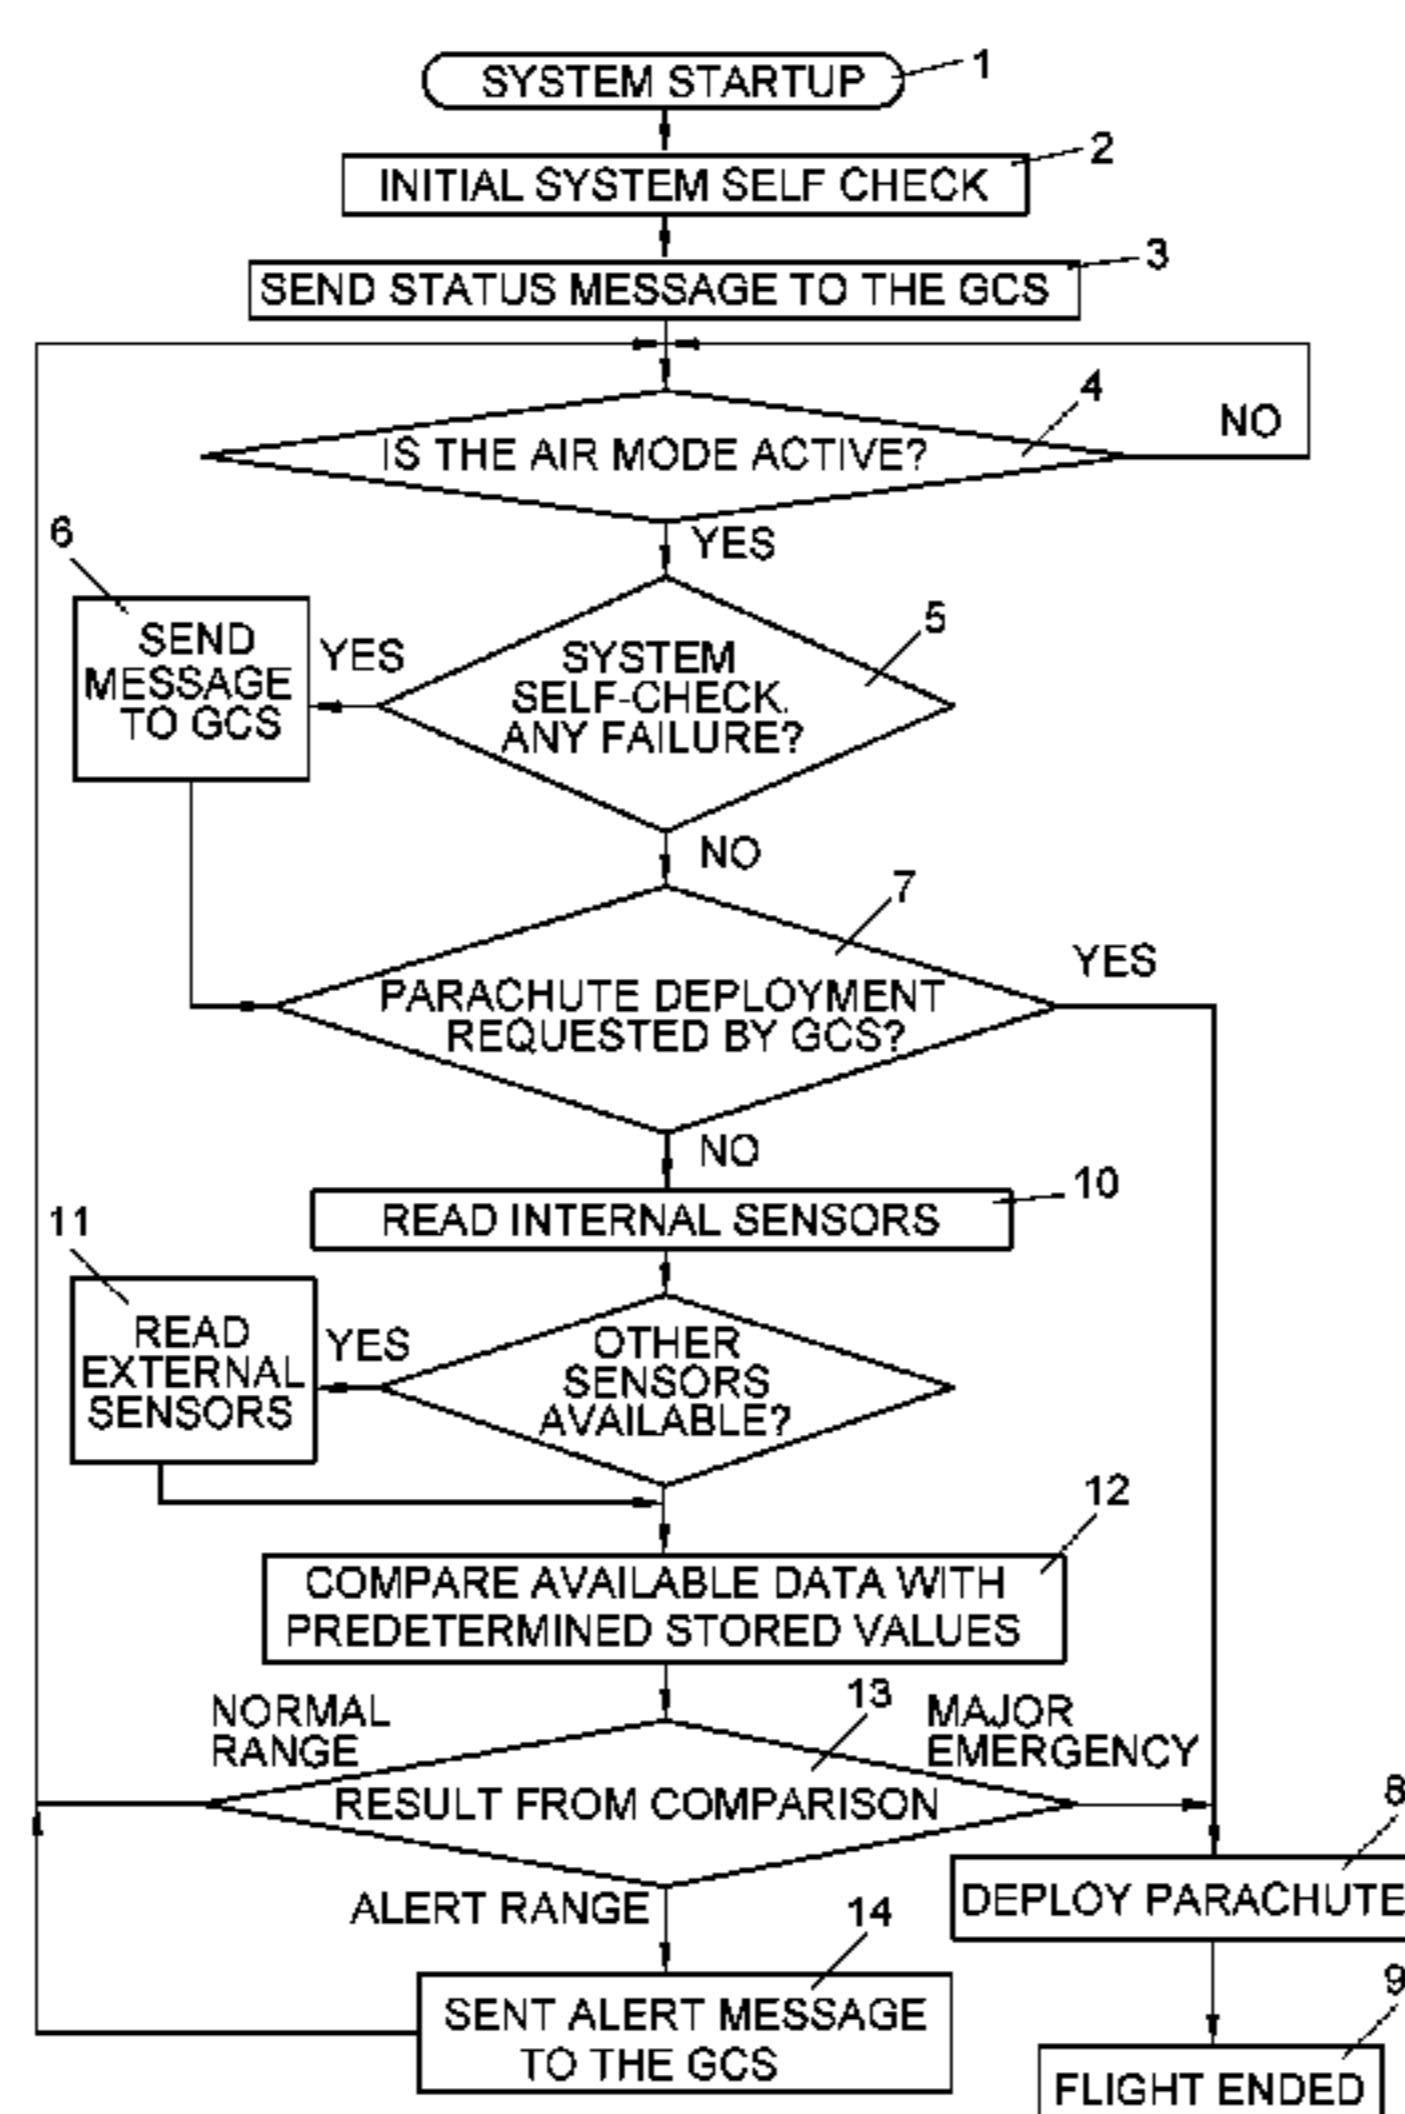 SYSTEM STARTUP
1
INITIAL SYSTEM SELF CHECK
2
SEND STATUS MESSAGE TO THE GCS
3
IS THE AIR MODE ACTIVE?
4
NO
YES
SYSTEM
SELF-CHECK.
ANY FAILURE?
5
YES
6
SEND
MESSAGE
TO GCS
NO
7
PARACHUTE DEPLOYMENT
REQUESTED BY GCS?
YES
NO
READ INTERNAL SENSORS
10
OTHER
SENSORS
AVAILABLE?
YES
11
READ
EXTERNAL
SENSORS
12
COMPARE AVAILABLE DATA WITH
PREDETERMINED STORED VALUES
13
NORMAL
RANGE
MAJOR
EMERGENCY
RESULT FROM COMPARISON
8
DEPLOY PARACHUTE
ALERT RANGE
14
SENT ALERT MESSAGE
TO THE GCS
9
FLIGHT ENDED